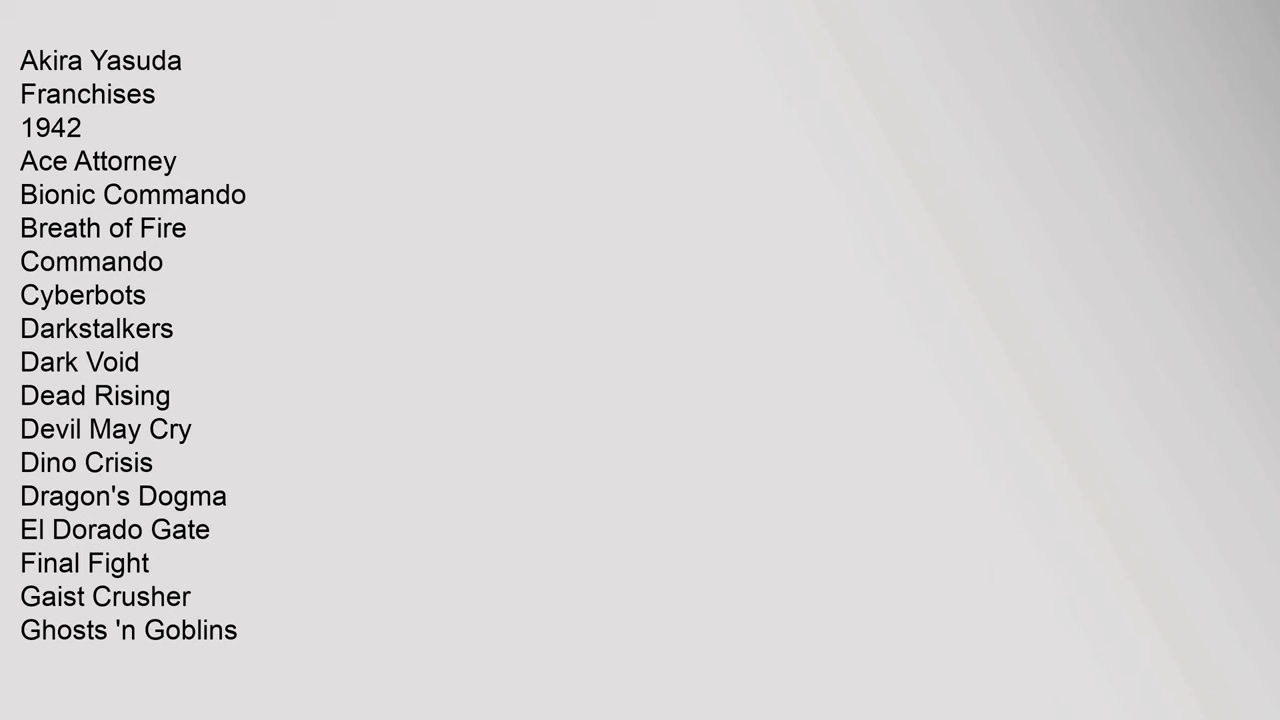 Akira Yasuda
Franchises
1942
Ace Attorney
Bionic Commando
Breath of Fire
Commando
Cyberbots
Darkstalkers
Dark Void
Dead Rising
Devil May Cry
Dino Crisis
Dragon's Dogma
El Dorado Gate
Final Fight
Gaist Crusher
Ghosts 'n Goblins